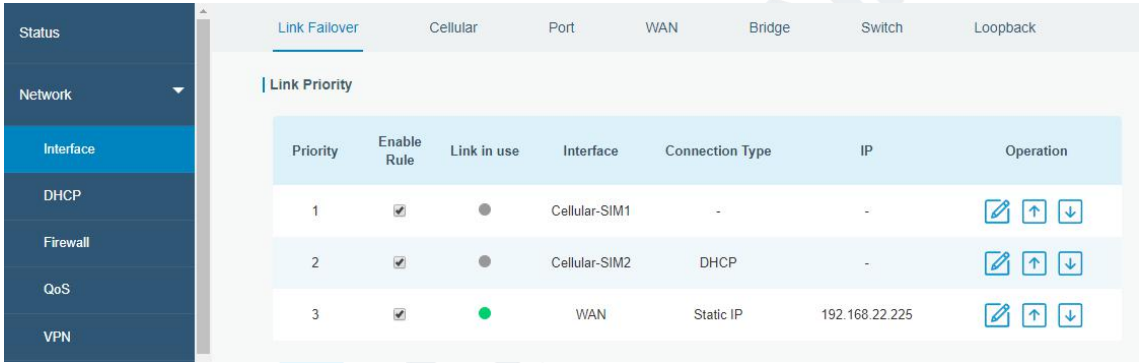 Status
Network
Interface
DHCP
Firewall
QoS
VPN
Link Failover Cellular Port WAN Bridge Switch Loopback
Link Priority
Priority Enable Rule Link in use Interface Connection Type IP Operation
1 Cellular-SIM1 - -
2 Cellular-SIM2 DHCP -
3 WAN Static IP 192.168.22.225